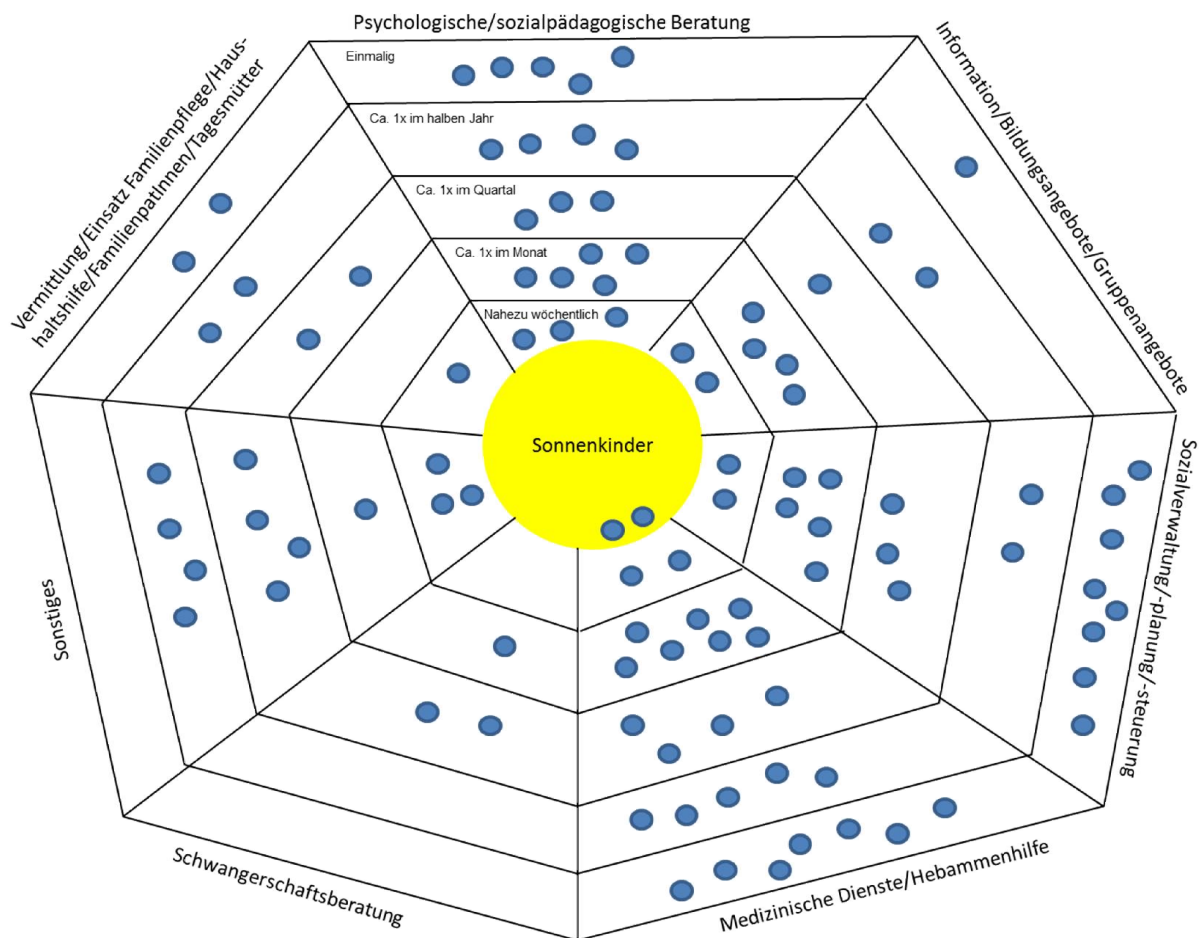 Psychologische/sozialpädagogische Beratung
Einmalig
Ca. 1x im halben Jahr
Ca. 1x im Quartal
Ca. 1x im Monat
Nahezu wöchentlich
Information/Bildungsangebote/Gruppenangebote
Vermittlung/Einsatz Familienpflege/Haus-
haltshilfe/FamilienpatInnen/Tagesmütter
Sonnenkinder
Sozialverwaltung/-planung/-steuerung
Sonstiges
Schwangerschaftsberatung
Medizinische Dienste/Hebammenhilfe